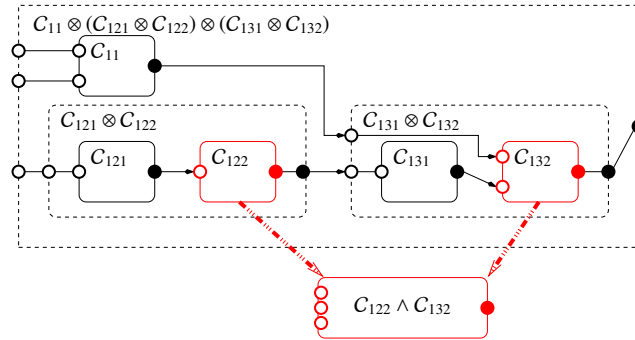 C₁₁ ⊗ (C₁₂₁ ⊗ C₁₂₂) ⊗ (C₁₃₁ ⊗ C₁₃₂)
C₁₁
C₁₂₁ ⊗ C₁₂₂
C₁₃₁ ⊗ C₁₃₂
C₁₂₁
C₁₂₂
C₁₃₁
C₁₃₂
C₁₂₂ ∧ C₁₃₂